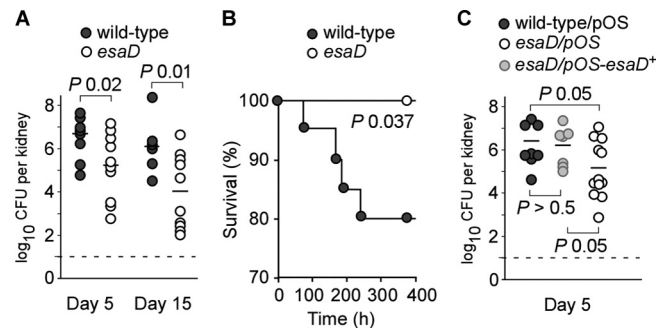 A
wild-type
esaD
P 0.02
P 0.01
log10 CFU per kidney
8
6
4
2
0
Day 5 Day 15
B
wild-type
esaD
P 0.037
Survival (%)
100
90
80
70
0 100 200 300 400
Time (h)
C
wild-type/pOS
esaD/pOS
esaD/pOS-esaD+
P 0.05
P > 0.5
P 0.05
log10 CFU per kidney
8
6
4
2
0
Day 5